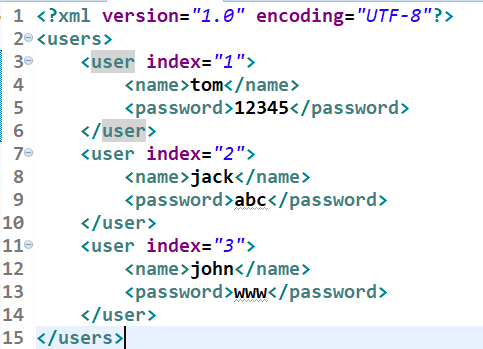 1 <?xml version="1.0" encoding="UTF-8"?>
2 <users>
3 <user index="1">
4 <name>tom</name>
5 <password>12345</password>
6 </user>
7 <user index="2">
8 <name>jack</name>
9 <password>abc</password>
10 </user>
11 <user index="3">
12 <name>john</name>
13 <password>www</password>
14 </user>
15 </users>